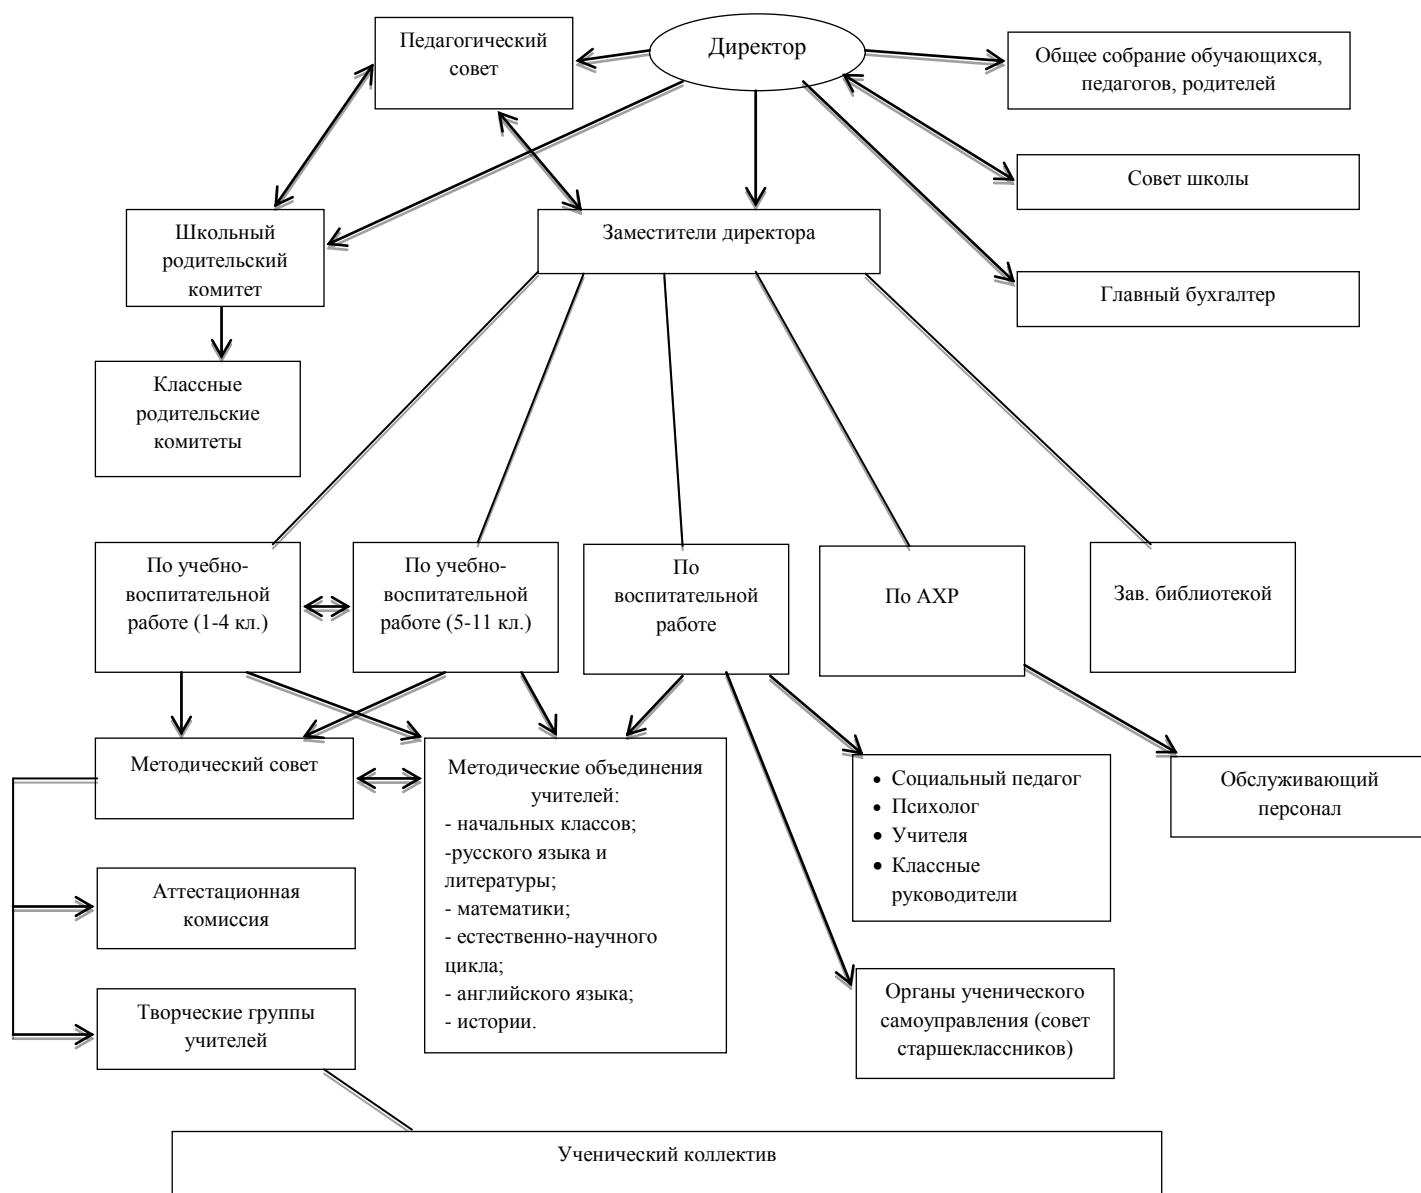 Педагогический
совет
Директор
Общее собрание обучающихся,
педагогов, родителей
Совет школы
Школьный
родительский
комитет
Заместители директора
Главный бухгалтер
Классные
родительские
комитеты
По учебно-
воспитательной
работе (1-4 кл.)
По учебно-
воспитательной
работе (5-11 кл.)
По
воспитательной
работе
По АХР
Зав. библиотекой
Методический совет
Методические объединения
учителей:
- начальных классов;
-русского языка и
литературы;
- математики;
- естественно-научного
цикла;
- английского языка;
- истории.
• Социальный педагог
• Психолог
• Учителя
• Классные
руководители
Обслуживающий
персонал
Аттестационная
комиссия
Творческие группы
учителей
Органы ученического
самоуправления (совет
старшеклассников)
Ученический коллектив